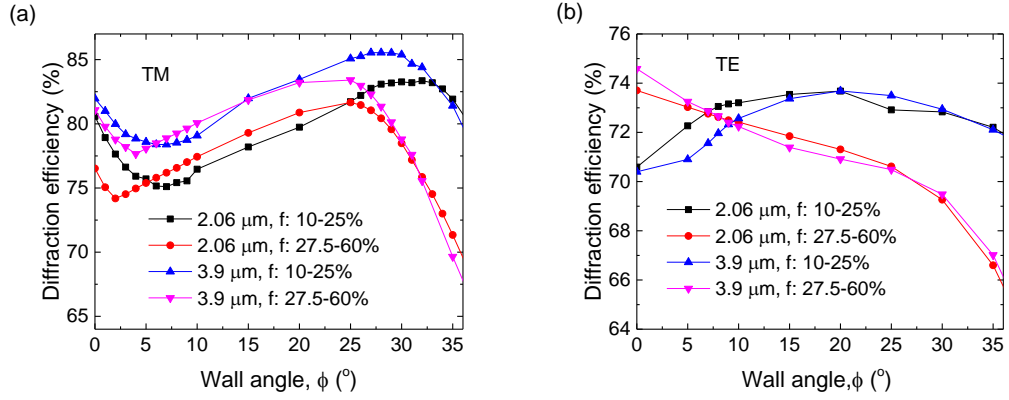 (a)
Diffraction efficiency (%)
85
80
75
70
65
TM
2.06 μm, f: 10-25%
2.06 μm, f: 27.5-60%
3.9 μm, f: 10-25%
3.9 μm, f: 27.5-60%
0 5 10 15 20 25 30 35
Wall angle, ϕ (°)
(b)
Diffraction efficiency (%)
76
74
72
70
68
66
64
TE
2.06 μm, f: 10-25%
2.06 μm, f: 27.5-60%
3.9 μm, f: 10-25%
3.9 μm, f: 27.5-60%
0 5 10 15 20 25 30 35
Wall angle,ϕ (°)